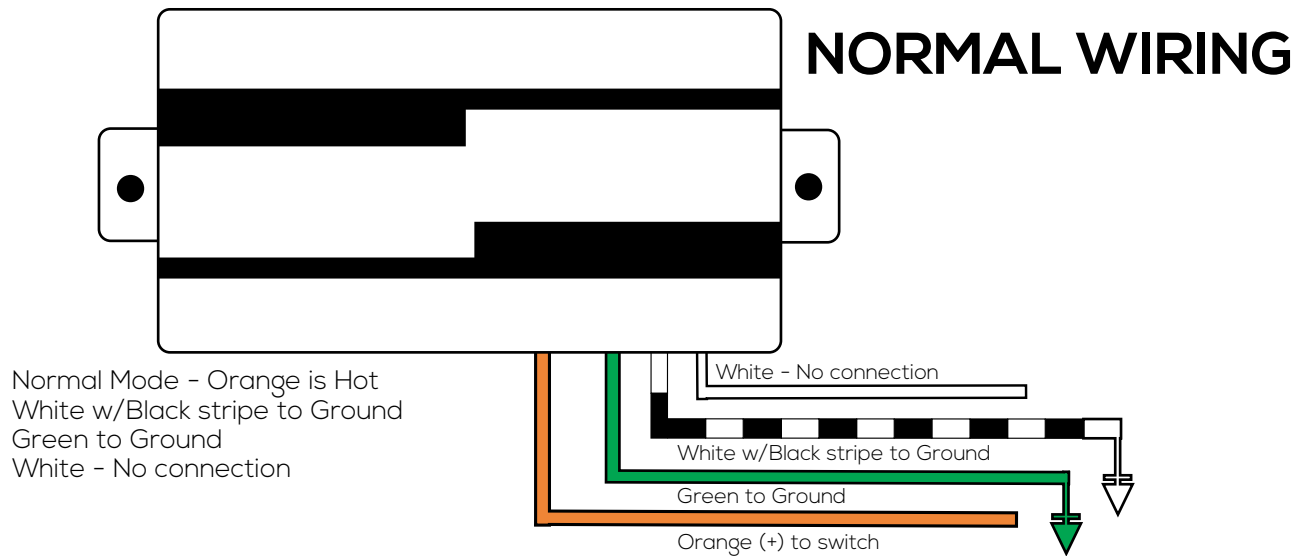 NORMAL WIRING
Normal Mode - Orange is Hot
White w/Black stripe to Ground
Green to Ground
White - No connection
White - No connection
White w/Black stripe to Ground
Green to Ground
Orange (+) to switch